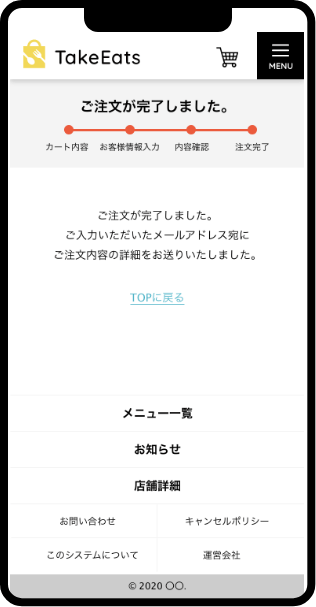 TakeEats
MENU
ご注文が完了しました。
カート内容 お客様情報入力 内容確認 注文完了
ご注文が完了しました。
ご入力いただいたメールアドレス宛に
ご注文内容の詳細をお送りいたしました。
TOPに戻る
メニュー一覧
お知らせ
店舗詳細
お問い合わせ キャンセルポリシー
このシステムについて 運営会社
© 2020 〇〇.